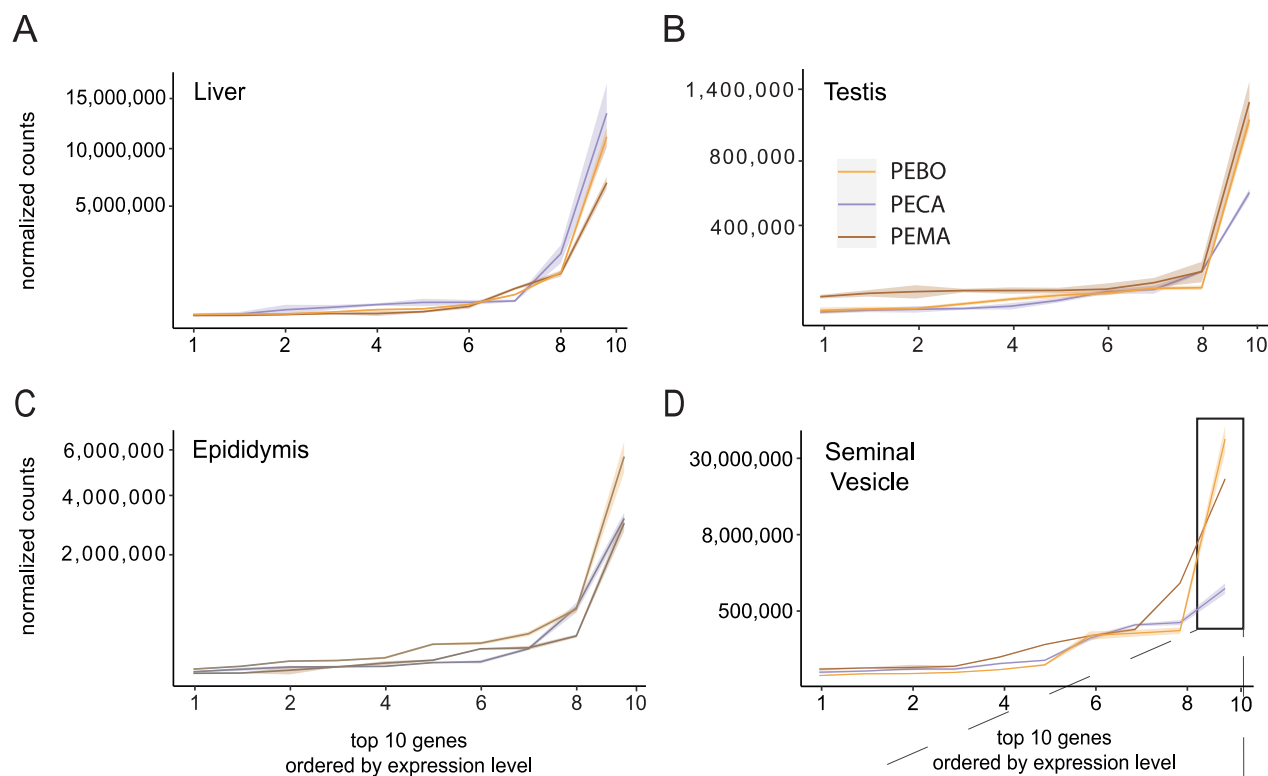 A
Liver
normalized counts
15,000,000
10,000,000
5,000,000
1 2 4 6 8 10
B
Testis
1,400,000
800,000
400,000
PEBO
PECA
PEMA
1 2 4 6 8 10
C
Epididymis
normalized counts
6,000,000
4,000,000
2,000,000
1 2 4 6 8 10
top 10 genes
ordered by expression level
D
Seminal
Vesicle
30,000,000
8,000,000
500,000
1 2 4 6 8 10
top 10 genes
ordered by expression level